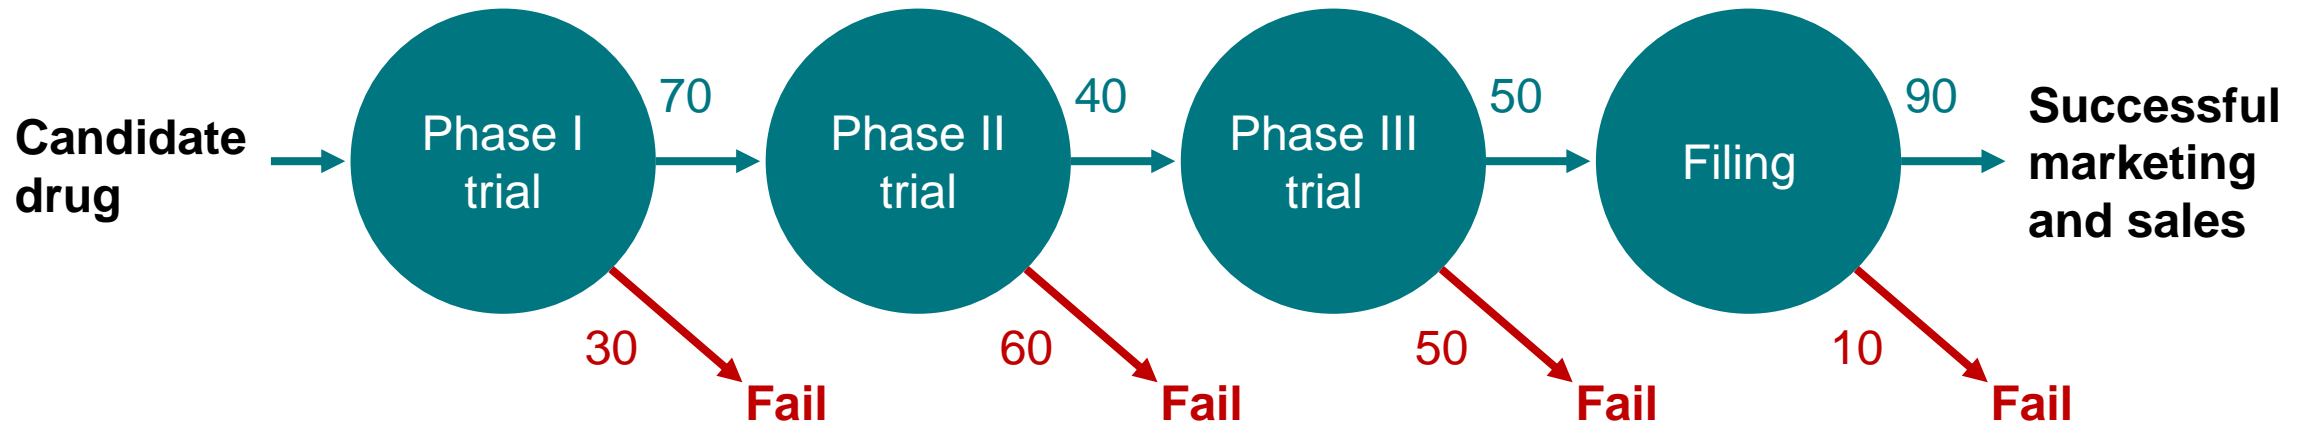 Candidate
drug
Phase I
trial
70
30
Fail
Phase II
trial
40
60
Fail
Phase III
trial
50
50
Fail
Filing
90
10
Fail
Successful
marketing
and sales